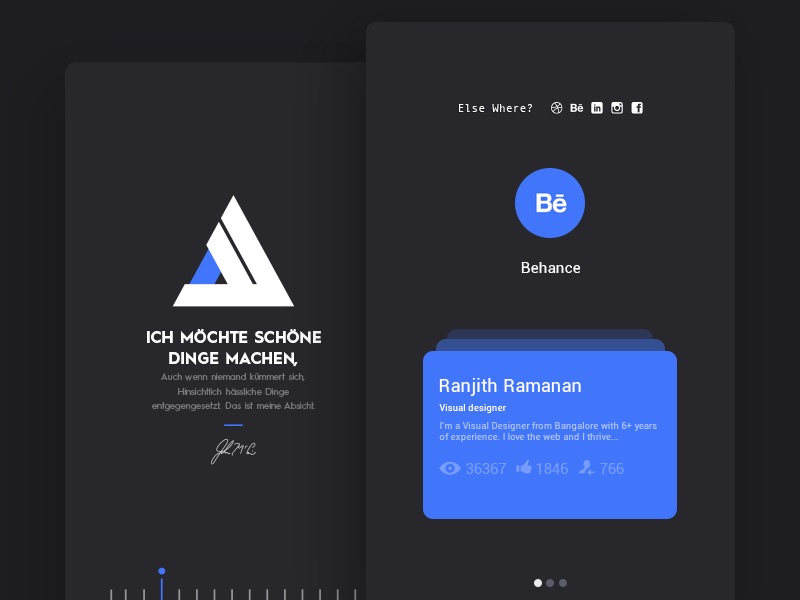 ICH MÖCHTE SCHÖNE
DINGE MACHEN,
Auch wenn niemand kümmert sich,
Hinsichtlich hässliche Dinge
entgegengesetzt. Das ist meine Absicht
Else Where? Bē in f
Bē
Behance
Ranjith Ramanan
Visual designer
I'm a Visual Designer from Bangalore with 6+ years
of experience. I love the web and I thrive...
36367 1846 766